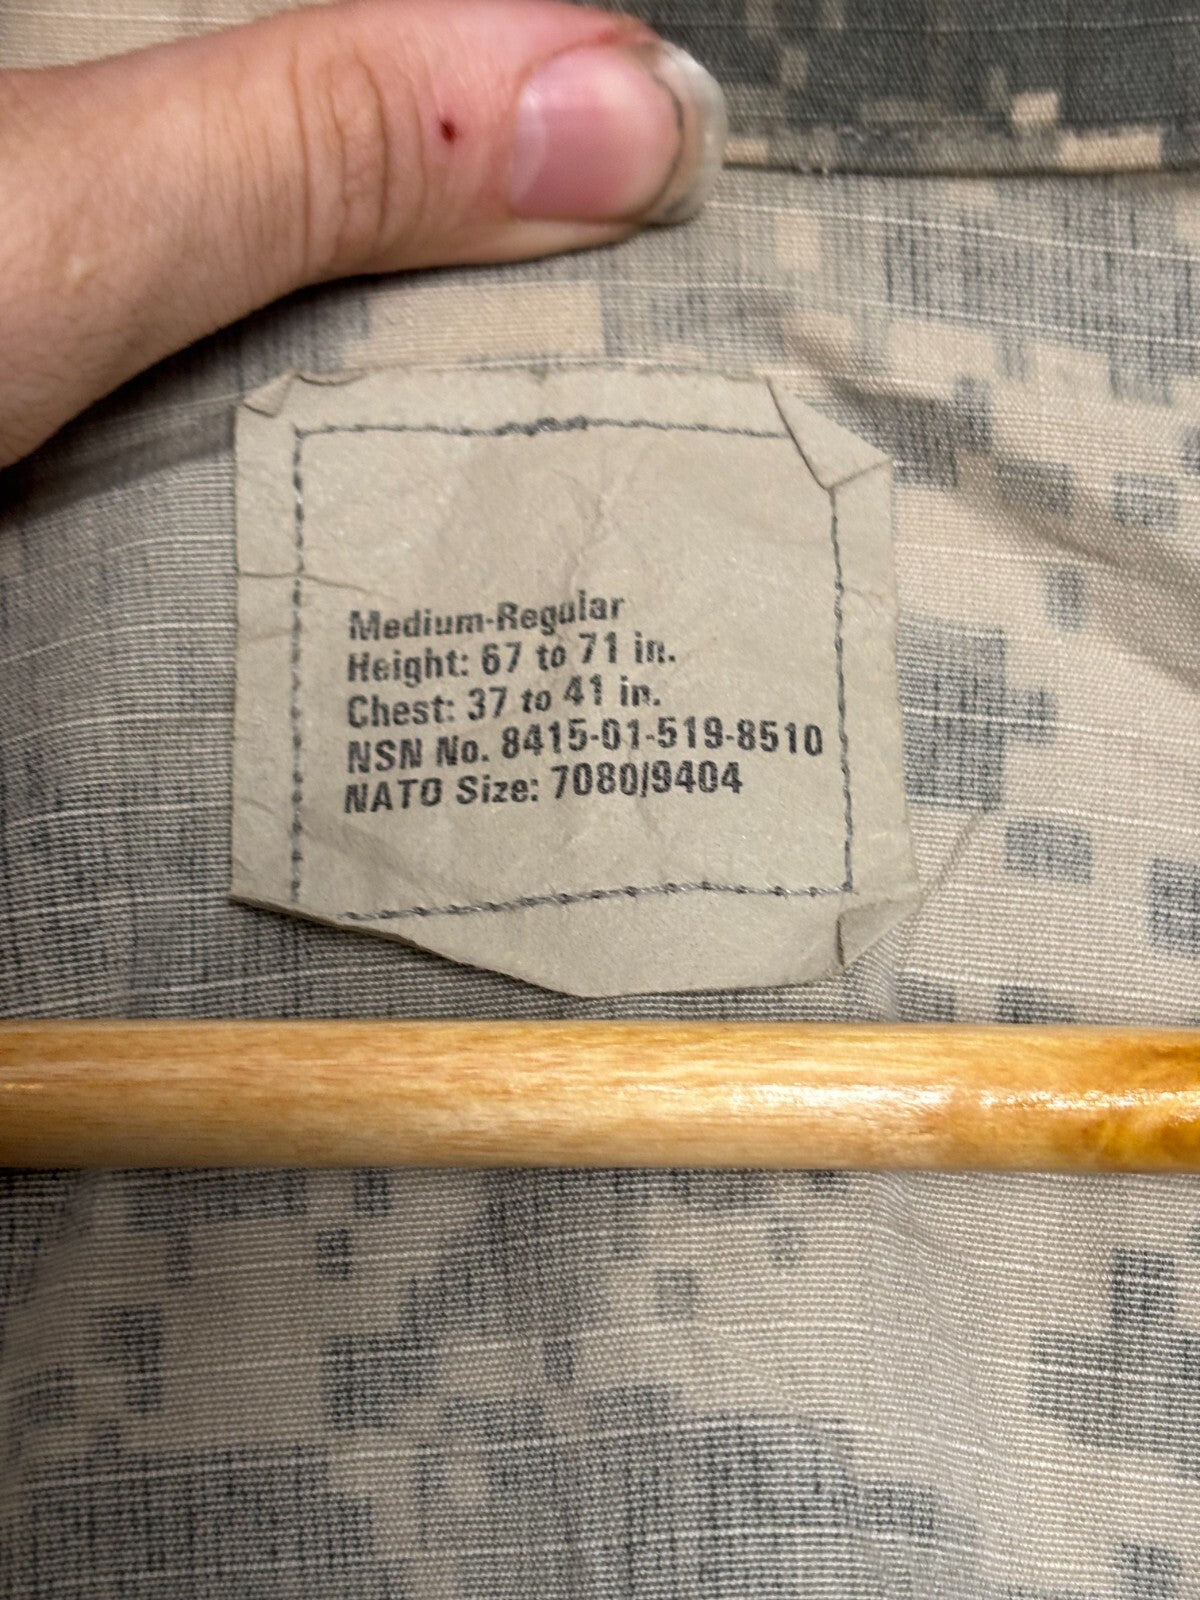 Medium-Regular
Height: 67 to 71 in.
Chest: 37 to 41 in.
NSN No. 8415-01-519-8510
NATO Size: 7080/9404